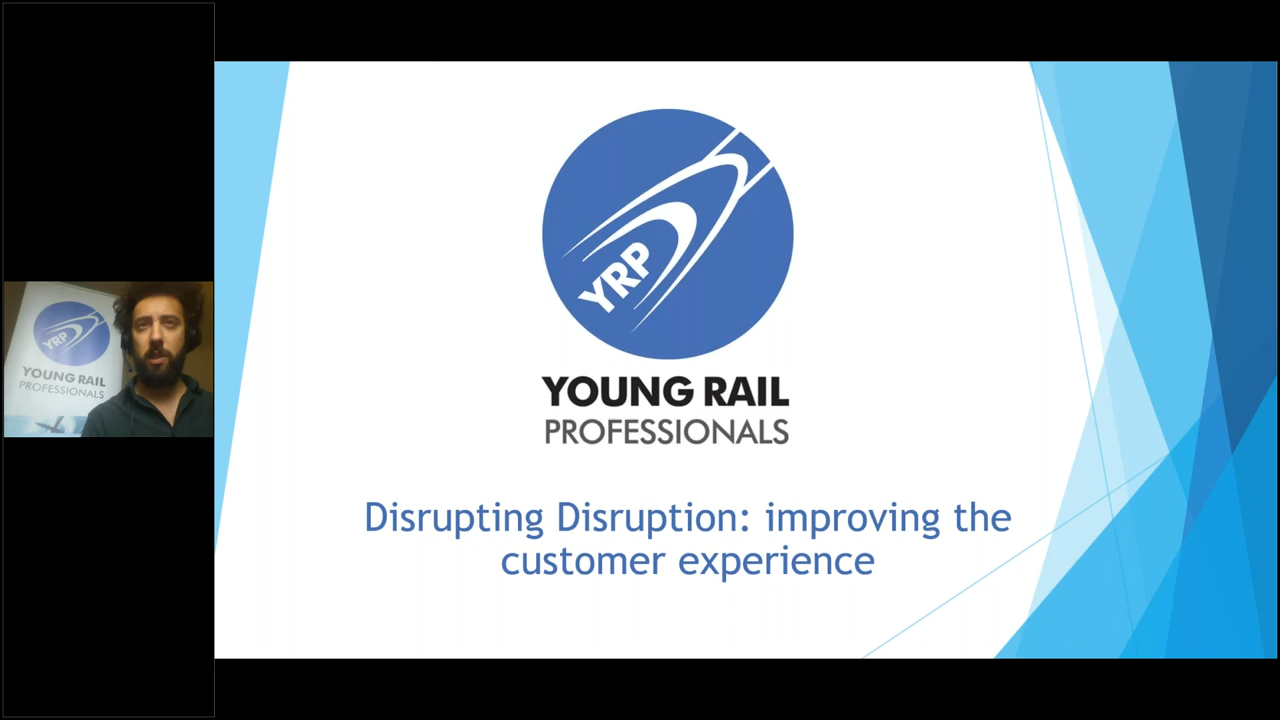 YRP
YOUNG RAIL
PROFESSIONALS
Disrupting Disruption: improving the
customer experience
YRP
YOUNG RAIL
PROFESSIONALS